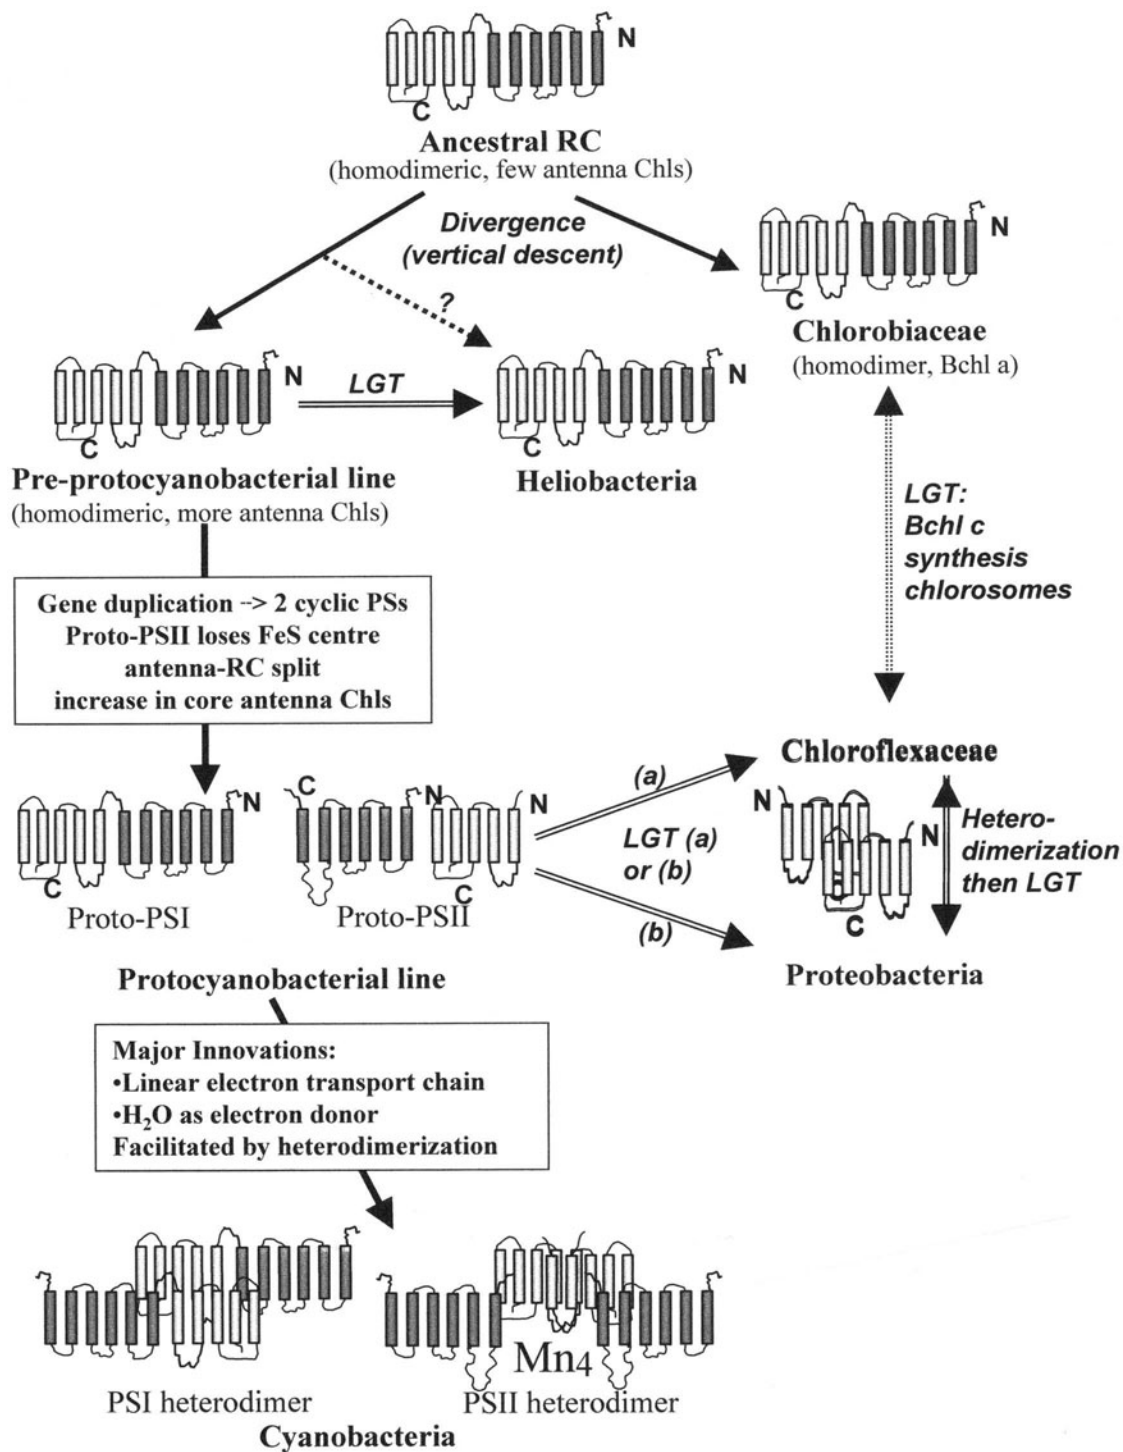 N
C
Ancestral RC
(homodimeric, few antenna Chls)
Divergence
(vertical descent)
?
N
C
Chlorobiaceae
(homodimer, Bchl a)
N
C
LGT
N
C
Pre-protocyanobacterial line
(homodimeric, more antenna Chls)
Heliobacteria
LGT:
Bchl c
synthesis
chlorosomes
Gene duplication --> 2 cyclic PSs
Proto-PSII loses FeS centre
antenna-RC split
increase in core antenna Chls
Chloroflexaceae
N
C
Proto-PSI
C
N
N
C
Proto-PSII
(a)
LGT (a)
or (b)
(b)
N
N
C
C
Hetero-
dimerization
then LGT
Proteobacteria
Protocyanobacterial line
Major Innovations:
•Linear electron transport chain
•H₂O as electron donor
Facilitated by heterodimerization
Mn4
PSI heterodimer
PSII heterodimer
Cyanobacteria